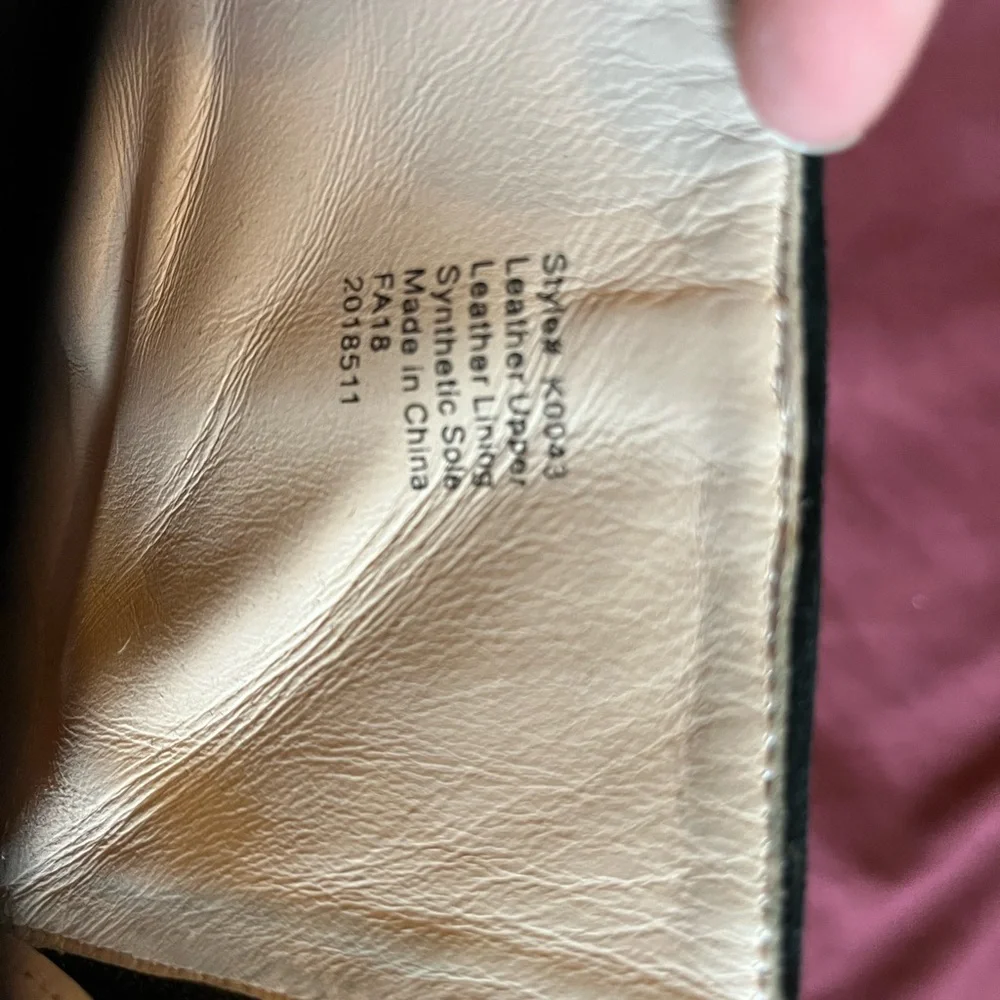 Style# K0043
Leather Upper
Leather Lining
Synthetic Sole
Made in China
FA18
2018511